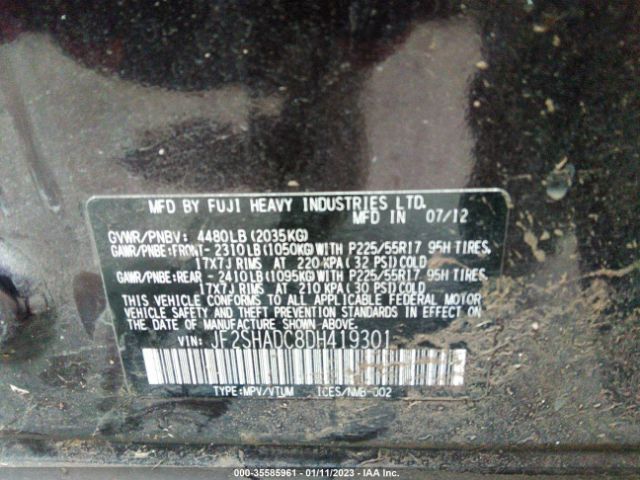 MFD BY FUJI HEAVY INDUSTRIES LTD.
MFD IN 07/12
GVWR/PNBV: 4480LB (2035KG)
GAWR/PNBE:FRONT- 2310LB(1050KG)WITH P225/55R17 95H TIRES,
17X7J RIMS AT 220 KPA (32 PSI)COLD
GAWR/PNBE:REAR - 2410LB(1095KG)WITH P225/55R17 95H TIRES,
17X7J RIMS AT 210 KPA(30 PSI)COLD
THIS VEHICLE CONFORMS TO ALL APPLICABLE FEDERAL MOTOR
VEHICLE SAFETY AND THEFT PREVENTION STANDARDS IN EFFECT ON
THE DATE OF MANUFACTURE SHOWN ABOVE.
VIN: JF2SHADC8DH419301
TYPE:MPV/VTUM ICES/NMB-002
000-35585961 - 01/11/2023 - IAA Inc.